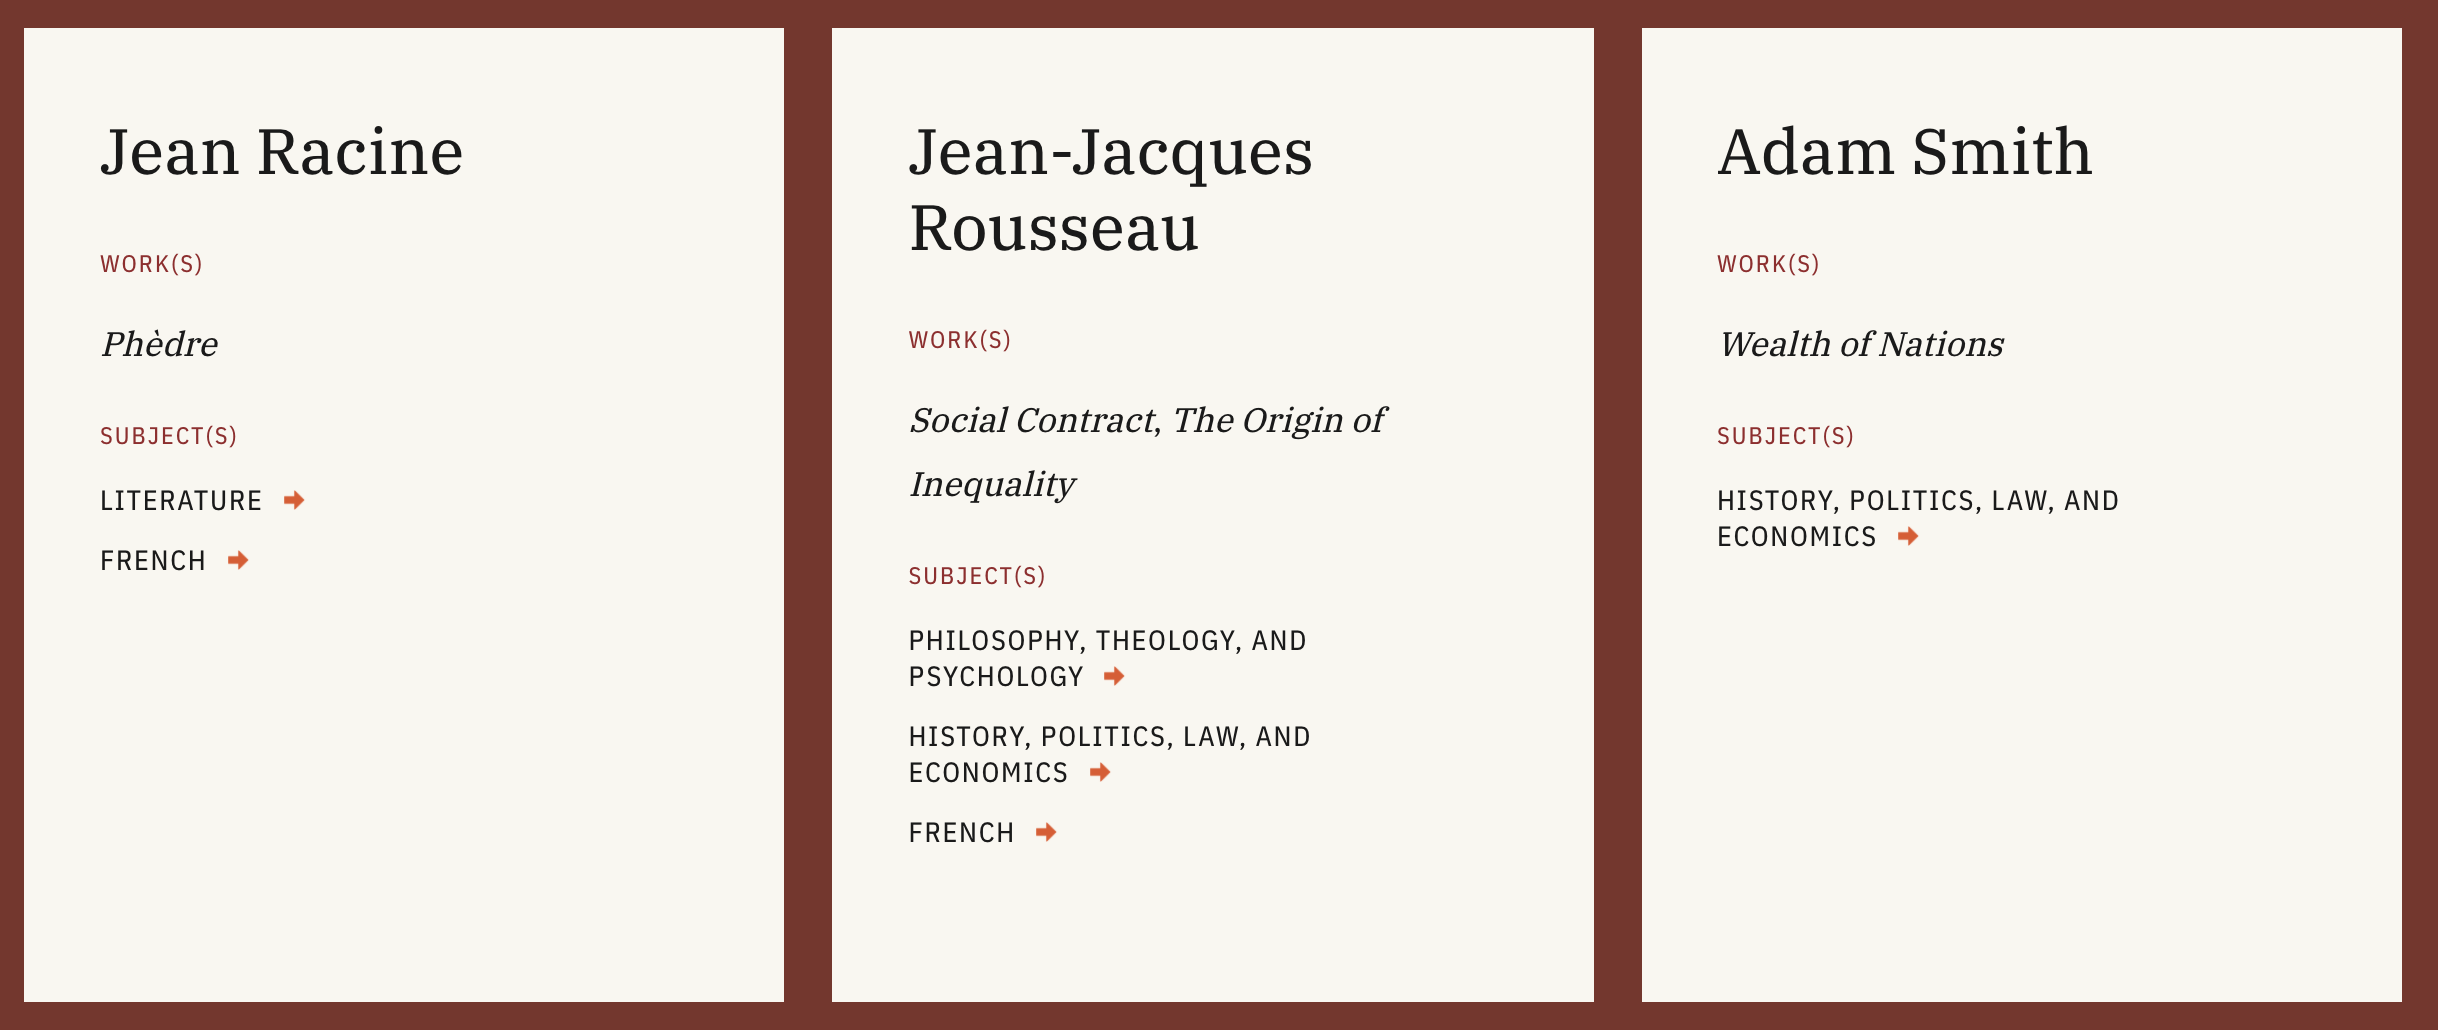 Jean Racine
WORK(S)
Phèdre
SUBJECT(S)
LITERATURE
FRENCH
Jean-Jacques
Rousseau
WORK(S)
Social Contract, The Origin of
Inequality
SUBJECT(S)
PHILOSOPHY, THEOLOGY, AND
PSYCHOLOGY
HISTORY, POLITICS, LAW, AND
ECONOMICS
FRENCH
Adam Smith
WORK(S)
Wealth of Nations
SUBJECT(S)
HISTORY, POLITICS, LAW, AND
ECONOMICS